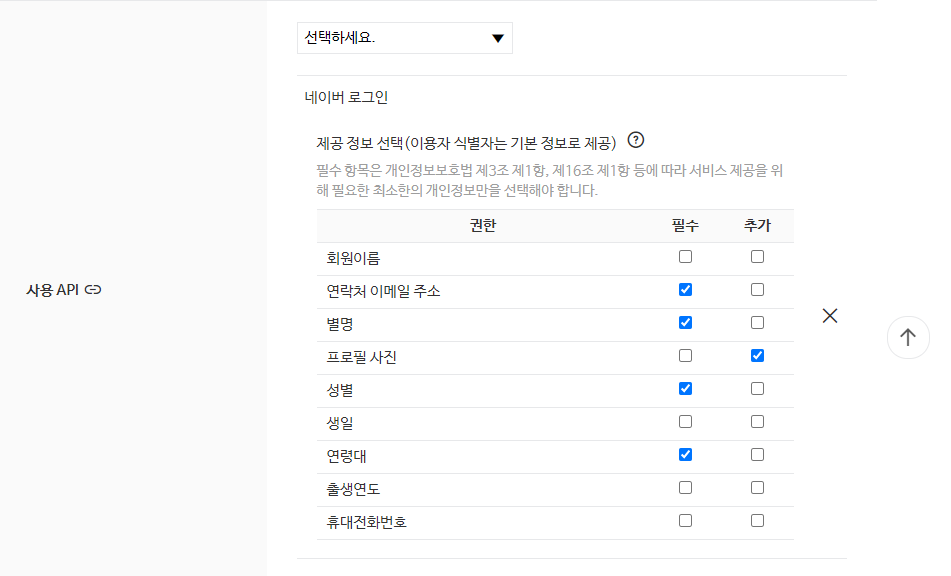 선택하세요.
네이버 로그인
제공 정보 선택(이용자 식별자는 기본 정보로 제공)
필수 항목은 개인정보보호법 제3조 제1항, 제16조 제1항 등에 따라 서비스 제공을 위
해 필요한 최소한의 개인정보만을 선택해야 합니다.
권한 필수 추가
회원이름
사용 API
연락처 이메일 주소
별명
프로필 사진
성별
생일
연령대
출생연도
휴대전화번호